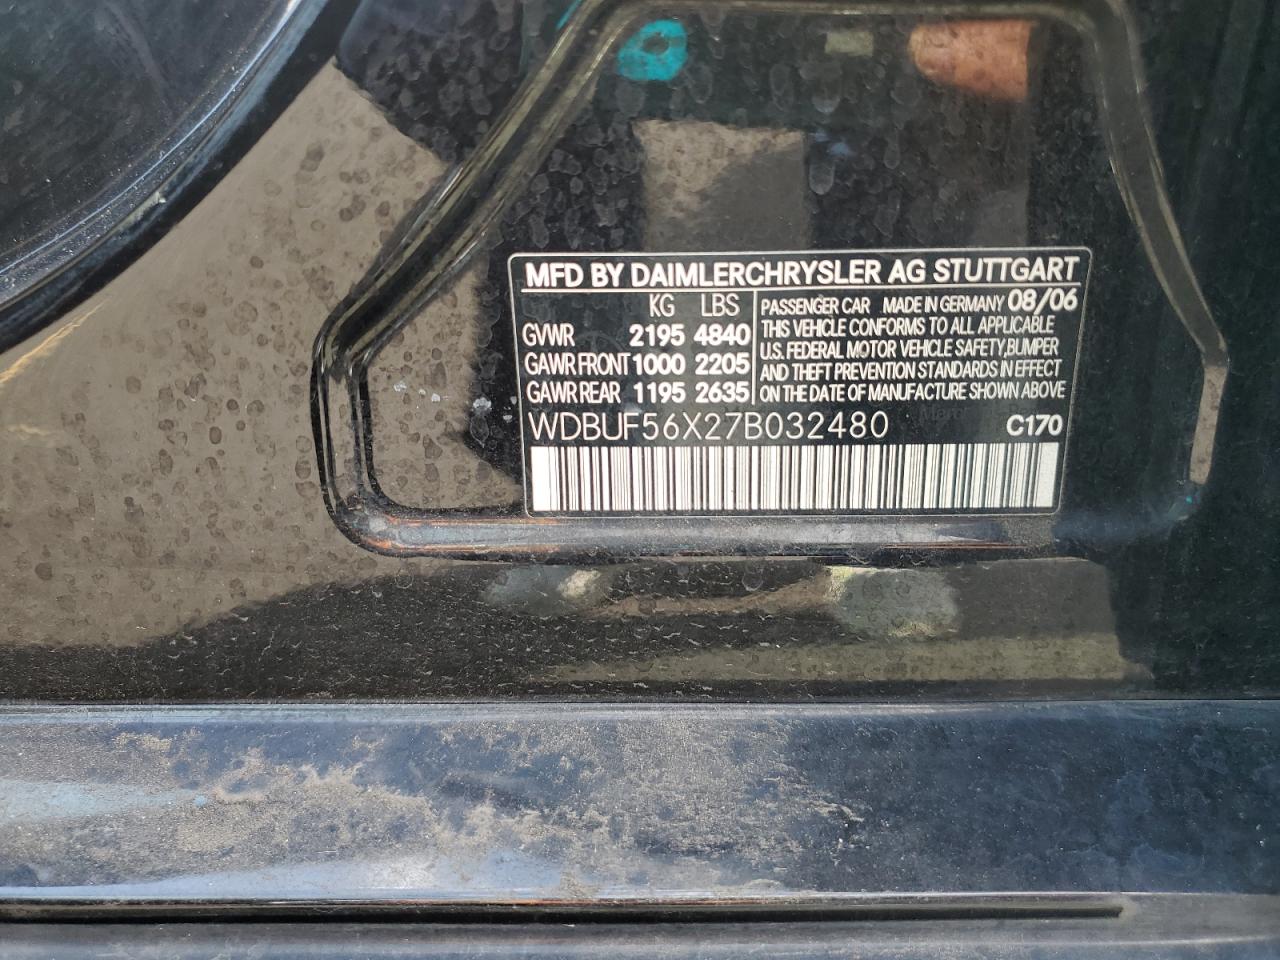 MFD BY DAIMLERCHRYSLER AG STUTTGART
KG LBS
GVWR 2195 4840
GAWR FRONT 1000 2205
GAWR REAR 1195 2635
PASSENGER CAR MADE IN GERMANY 08/06
THIS VEHICLE CONFORMS TO ALL APPLICABLE
U.S. FEDERAL MOTOR VEHICLE SAFETY,BUMPER
AND THEFT PREVENTION STANDARDS IN EFFECT
ON THE DATE OF MANUFACTURE SHOWN ABOVE
WDBUF56X27B032480
C170